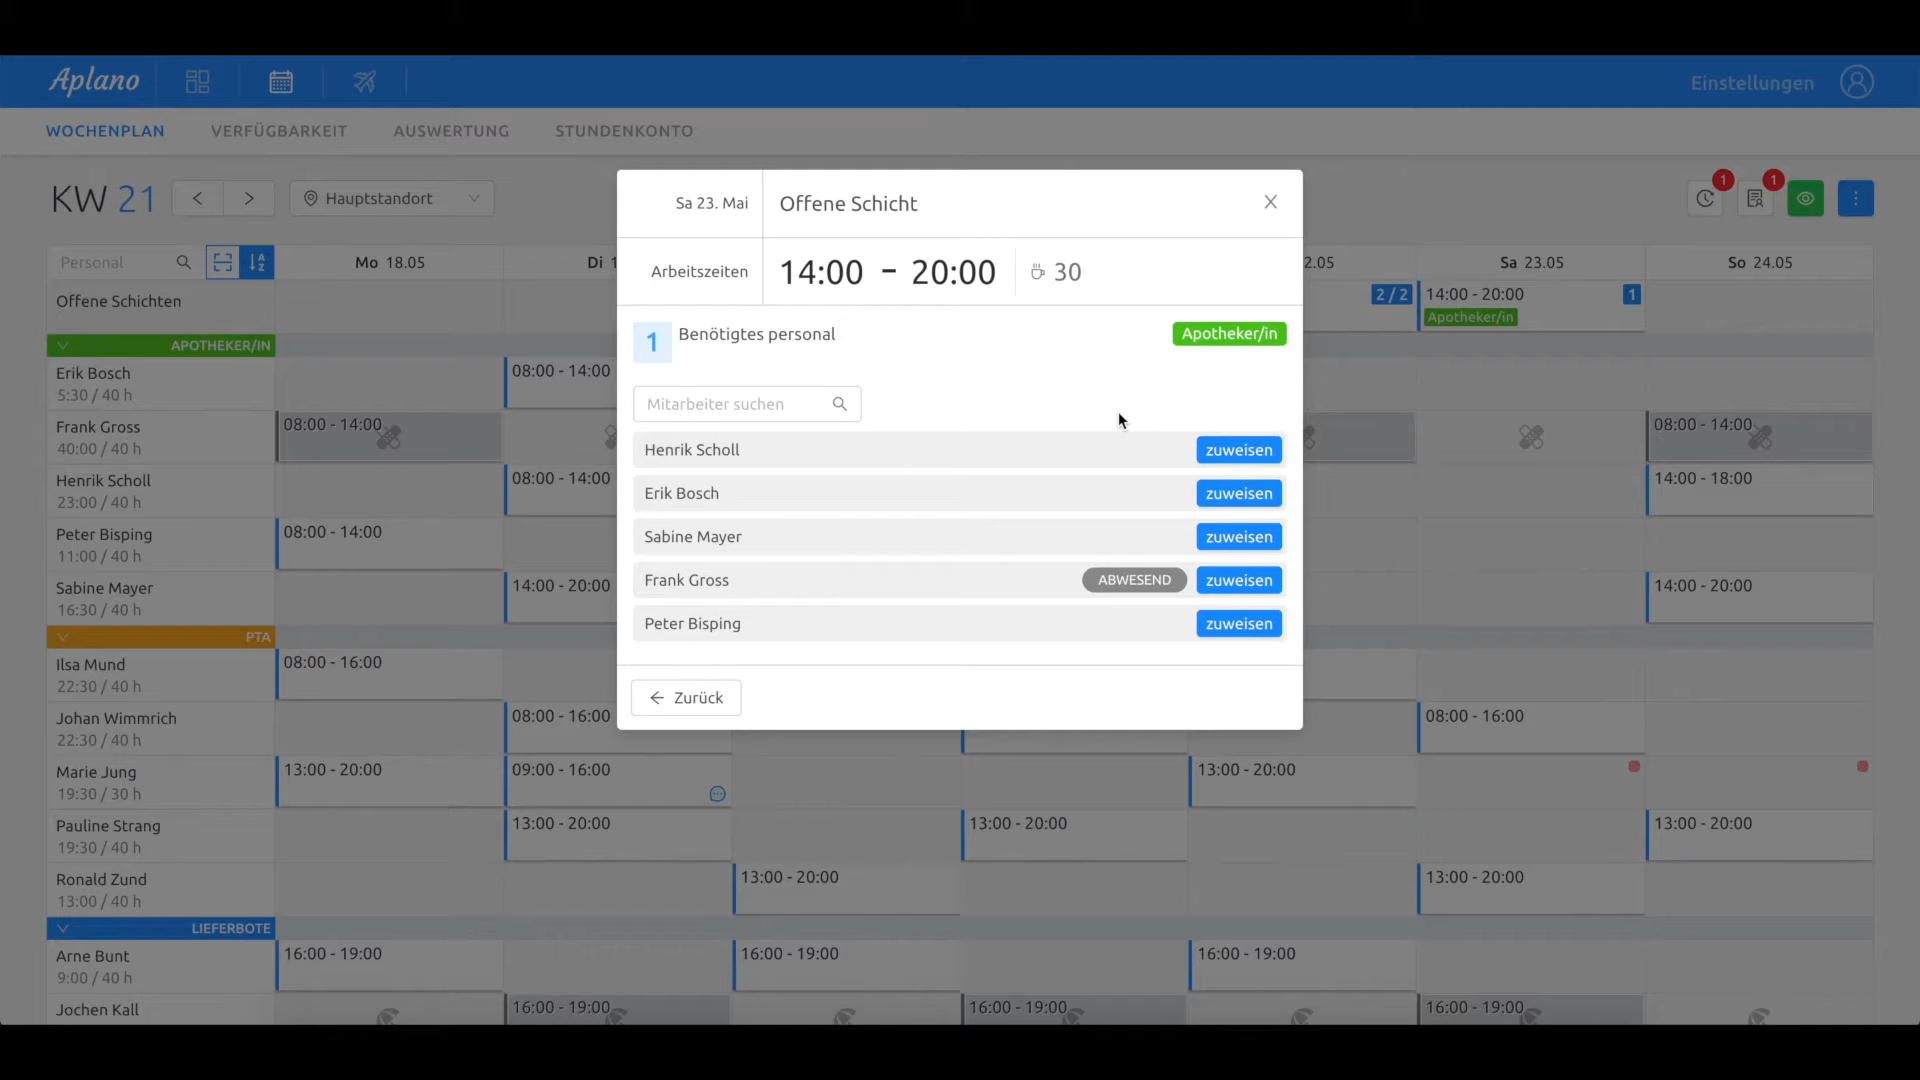 Aplano
Einstellungen
WOCHENPLAN VERFÜGBARKEIT AUSWERTUNG STUNDENKONTO
KW 21 < > Hauptstandort 1 1
Sa 23. Mai Offene Schicht
Arbeitszeiten 14:00 - 20:00 30
1 Benötigtes personal Apotheker/in
Mitarbeiter suchen
Henrik Scholl zuweisen
Erik Bosch zuweisen
Sabine Mayer zuweisen
Frank Gross ABWESEND zuweisen
Peter Bisping zuweisen
Zurück
Personal Mo 18.05 Di 1 2.05 Sa 23.05 So 24.05
Offene Schichten 2 / 2 14:00 - 20:00 1
Apotheker/in
APOTHEKER/IN
Erik Bosch 08:00 - 14:00
5:30 / 40 h
Frank Gross 08:00 - 14:00 08:00 - 14:00
40:00 / 40 h
Henrik Scholl 08:00 - 14:00 14:00 - 18:00
23:00 / 40 h
Peter Bisping 08:00 - 14:00
11:00 / 40 h
Sabine Mayer 14:00 - 20:00 14:00 - 20:00
16:30 / 40 h
PTA
Ilsa Mund 08:00 - 16:00
22:30 / 40 h
Johan Wimmrich 08:00 - 16:00 08:00 - 16:00
22:30 / 40 h
Marie Jung 13:00 - 20:00 09:00 - 16:00 13:00 - 20:00
19:30 / 30 h
Pauline Strang 13:00 - 20:00 13:00 - 20:00 13:00 - 20:00
19:30 / 40 h
Ronald Zund 13:00 - 20:00 13:00 - 20:00
13:00 / 40 h
LIEFERBOTE
Arne Bunt 16:00 - 19:00 16:00 - 19:00 16:00 - 19:00
9:00 / 40 h
Jochen Kall 16:00 - 19:00 16:00 - 19:00 16:00 - 19:00